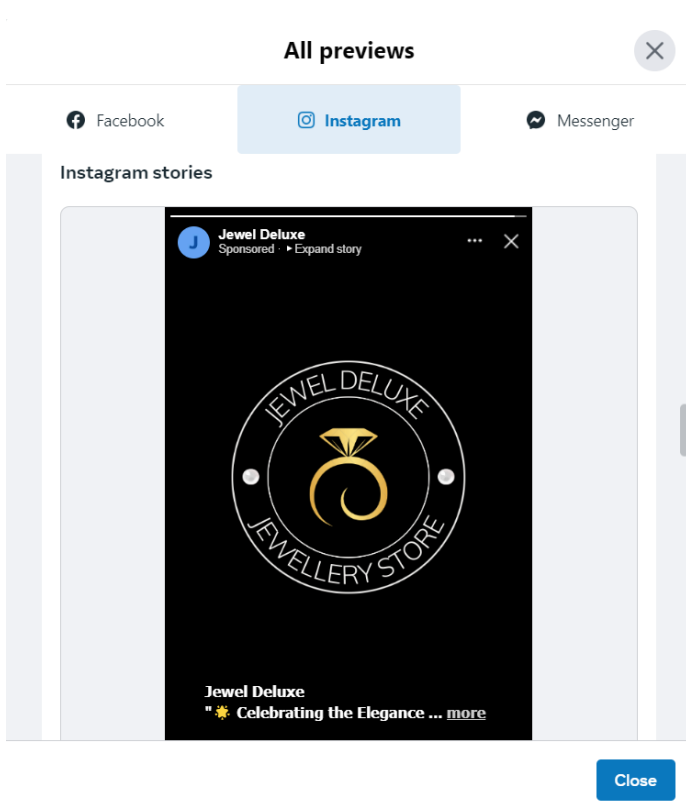 All previews
Facebook
Instagram
Messenger
Instagram stories
J
Jewel Deluxe
Sponsored · ▸ Expand story
JEWEL DELUXE
JEWELLERY STORE
Jewel Deluxe
"🌟 Celebrating the Elegance ... more
Close